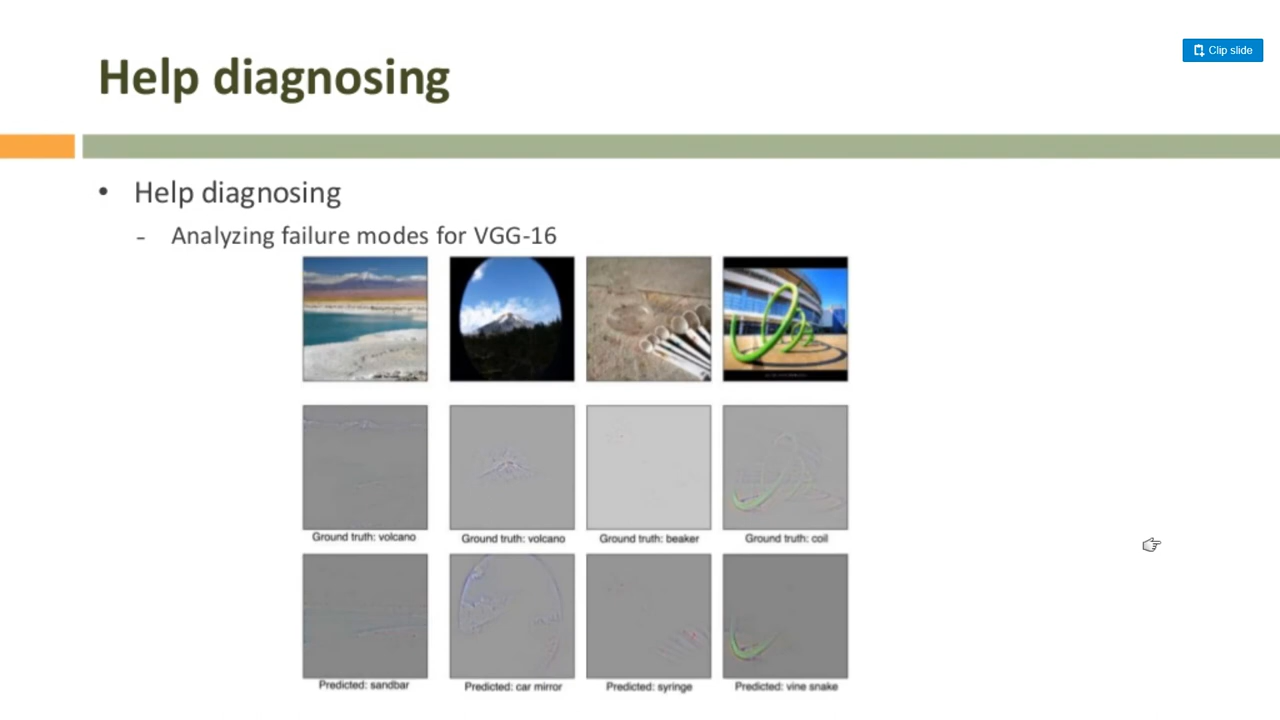 Help diagnosing
Clip slide
• Help diagnosing
- Analyzing failure modes for VGG-16
Ground truth: volcano
Ground truth: volcano
Ground truth: beaker
Ground truth: coil
Predicted: sandbar
Predicted: car mirror
Predicted: syringe
Predicted: vine snake